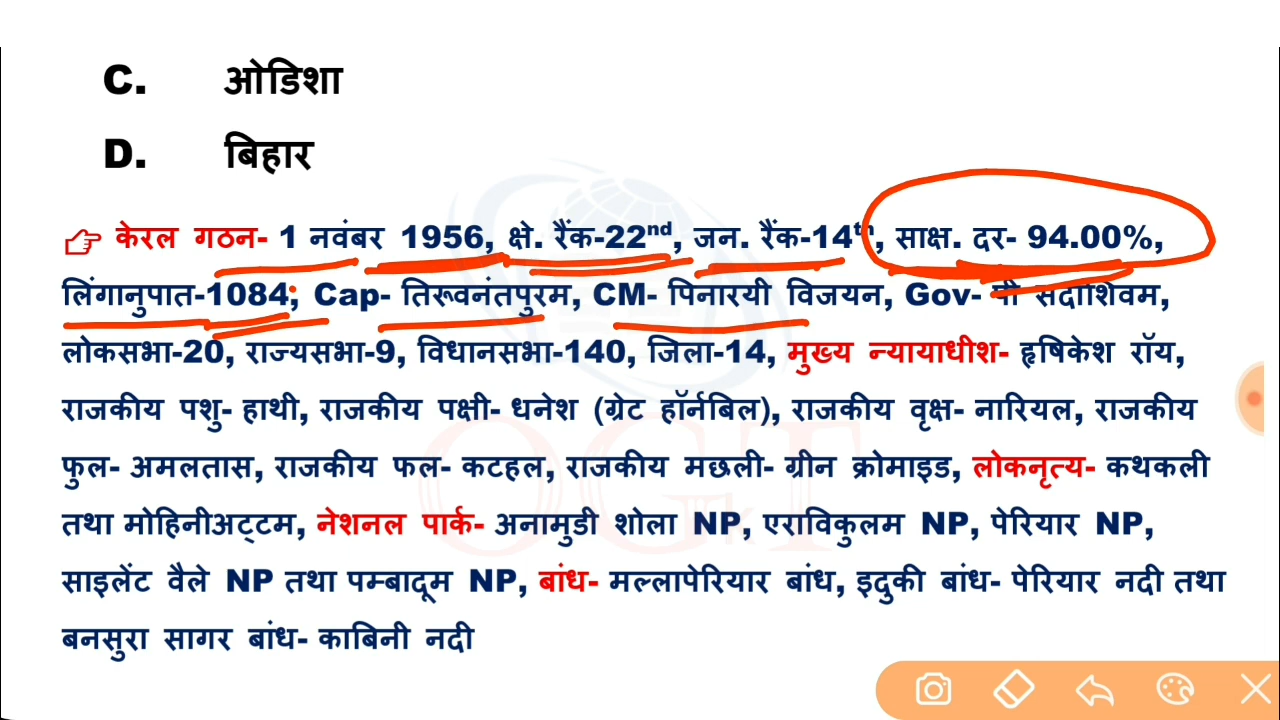 C. ओडिशा
D. बिहार
केरल गठन- 1 नवंबर 1956, क्षे. रैंक-22nd, जन. रैंक-14th, साक्ष. दर- 94.00%,
लिंगानुपात-1084; Cap- तिरूवनंतपुरम, CM- पिनारयी विजयन, Gov- पी सदाशिवम,
लोकसभा-20, राज्यसभा-9, विधानसभा-140, जिला-14, मुख्य न्यायाधीश- हृषिकेश रॉय,
राजकीय पशु- हाथी, राजकीय पक्षी- धनेश (ग्रेट हॉर्नबिल), राजकीय वृक्ष- नारियल, राजकीय
फुल- अमलतास, राजकीय फल- कटहल, राजकीय मछली- ग्रीन क्रोमाइड, लोकनृत्य- कथकली
तथा मोहिनीअट्टम, नेशनल पार्क- अनामुडी शोला NP, एराविकुलम NP, पेरियार NP,
साइलेंट वैले NP तथा पम्बादूम NP, बांध- मल्लापेरियार बांध, इदुकी बांध- पेरियार नदी तथा
बनसुरा सागर बांध- काबिनी नदी
OGT